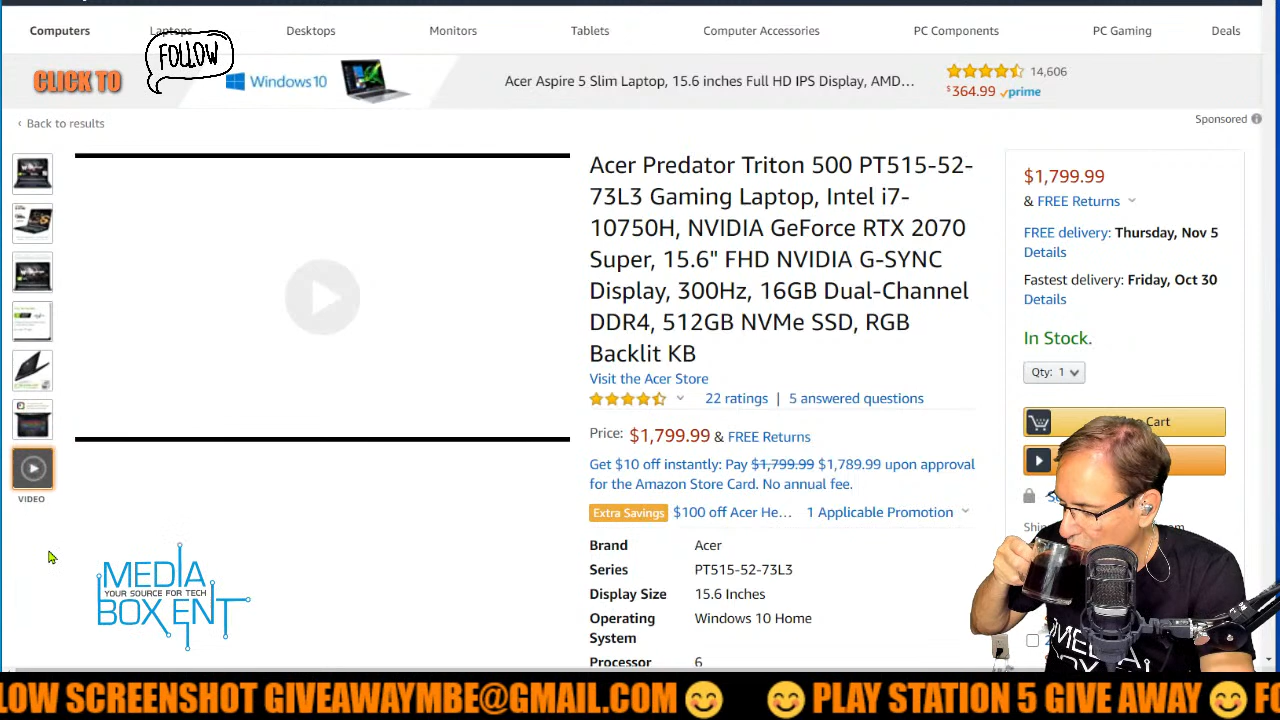 Computers
Laptops
Desktops
Monitors
Tablets
Computer Accessories
PC Components
PC Gaming
Deals
FOLLOW
CLICK TO
Windows 10
Acer Aspire 5 Slim Laptop, 15.6 inches Full HD IPS Display, AMD...
14,606
$364.99 prime
‹ Back to results
Sponsored
Acer Predator Triton 500 PT515-52-
73L3 Gaming Laptop, Intel i7-
10750H, NVIDIA GeForce RTX 2070
Super, 15.6" FHD NVIDIA G-SYNC
Display, 300Hz, 16GB Dual-Channel
DDR4, 512GB NVMe SSD, RGB
Backlit KB
Visit the Acer Store
22 ratings | 5 answered questions
Price: $1,799.99 & FREE Returns
Get $10 off instantly: Pay $1,799.99 $1,789.99 upon approval
for the Amazon Store Card. No annual fee.
Extra Savings $100 off Acer He... 1 Applicable Promotion
Brand Acer
Series PT515-52-73L3
Display Size 15.6 Inches
Operating Windows 10 Home
System
Processor 6
$1,799.99
& FREE Returns
FREE delivery: Thursday, Nov 5
Details
Fastest delivery: Friday, Oct 30
Details
In Stock.
Qty: 1
Cart
VIDEO
MEDIA
YOUR SOURCE FOR TECH
BOX ENT
MEDIA
LOW SCREENSHOT GIVEAWAYMBE@GMAIL.COM 😊 😊 PLAY STATION 5 GIVE AWAY 😊 FO